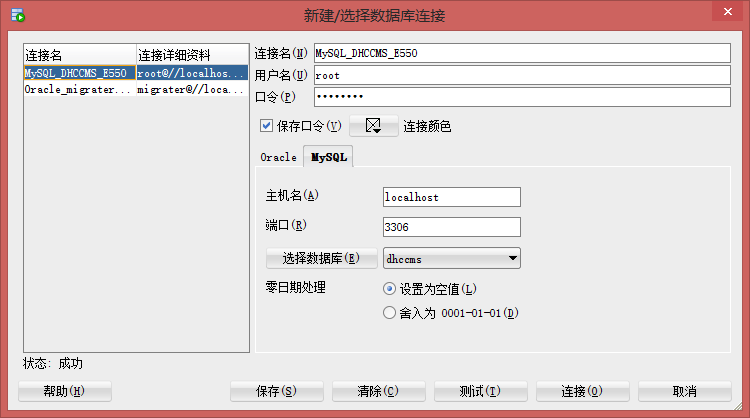 新建/选择数据库连接
连接名 连接详细资料
MySQL_DHCCMS_E550 root@//localhos...
Oracle_migrater... migrater@//loca...
连接名(N) MySQL_DHCCMS_E550
用户名(U) root
口令(P) ••••••••
保存口令(V) 连接颜色
Oracle MySQL
主机名(A) localhost
端口(R) 3306
选择数据库(E) dhccms
零日期处理 设置为空值(L)
舍入为 0001-01-01(D)
状态: 成功
帮助(H) 保存(S) 清除(C) 测试(T) 连接(O) 取消